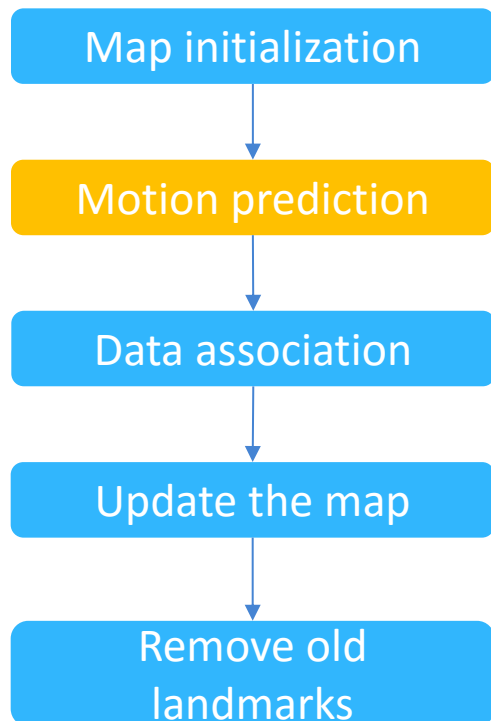 Map initialization
Motion prediction
Data association
Update the map
Remove old
landmarks